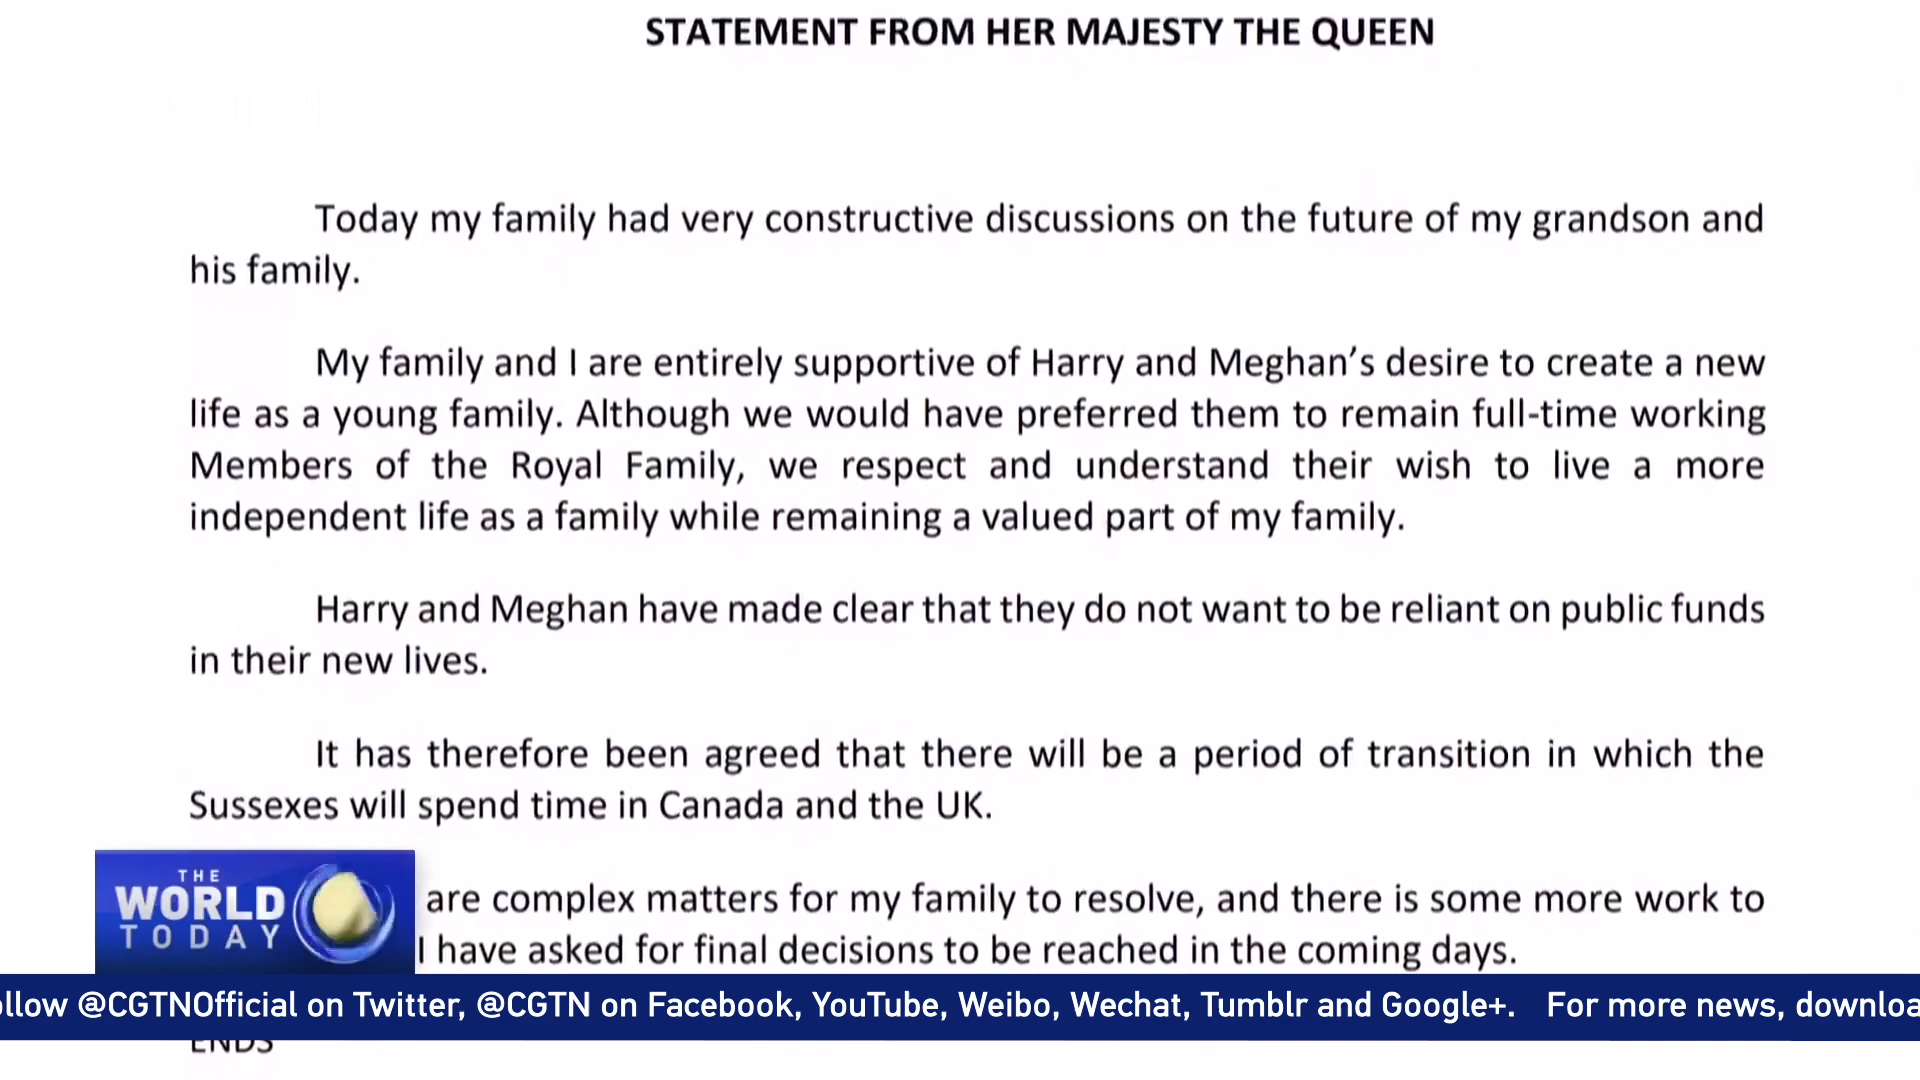 STATEMENT FROM HER MAJESTY THE QUEEN
Today my family had very constructive discussions on the future of my grandson and
his family.
My family and I are entirely supportive of Harry and Meghan’s desire to create a new
life as a young family. Although we would have preferred them to remain full-time working
Members of the Royal Family, we respect and understand their wish to live a more
independent life as a family while remaining a valued part of my family.
Harry and Meghan have made clear that they do not want to be reliant on public funds
in their new lives.
It has therefore been agreed that there will be a period of transition in which the
Sussexes will spend time in Canada and the UK.
are complex matters for my family to resolve, and there is some more work to
I have asked for final decisions to be reached in the coming days.
THE
WORLD
TODAY
ollow @CGTNOfficial on Twitter, @CGTN on Facebook, YouTube, Weibo, Wechat, Tumblr and Google+. For more news, downloa
ENDS